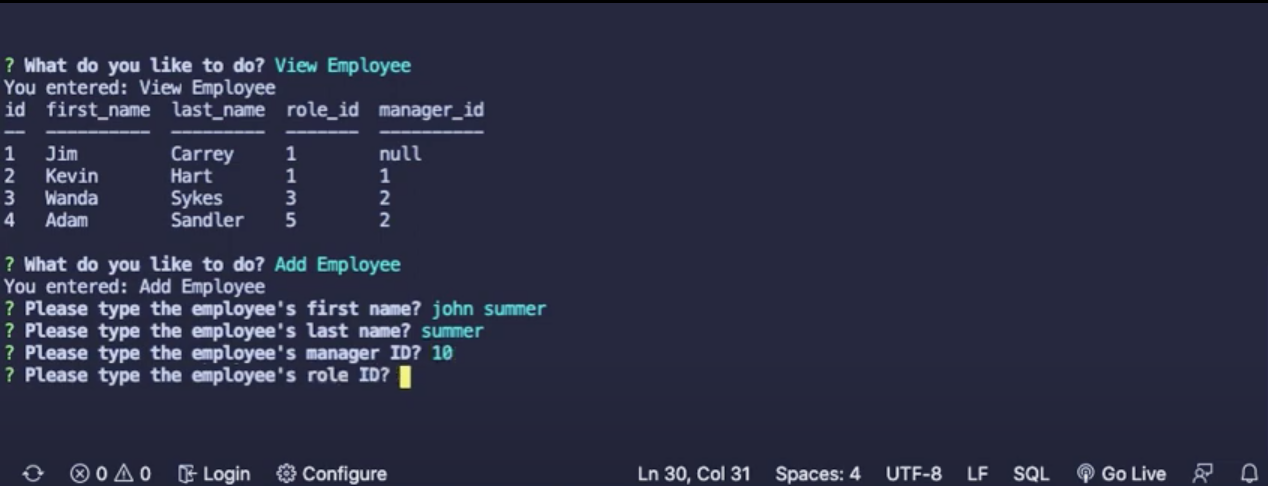 ? What do you like to do? View Employee
You entered: View Employee
id first_name last_name role_id manager_id
-- ---------- --------- ------- ----------
1 Jim Carrey 1 null
2 Kevin Hart 1 1
3 Wanda Sykes 3 2
4 Adam Sandler 5 2
? What do you like to do? Add Employee
You entered: Add Employee
? Please type the employee's first name? john summer
? Please type the employee's last name? summer
? Please type the employee's manager ID? 10
? Please type the employee's role ID?
0 0 Login Configure Ln 30, Col 31 Spaces: 4 UTF-8 LF SQL Go Live